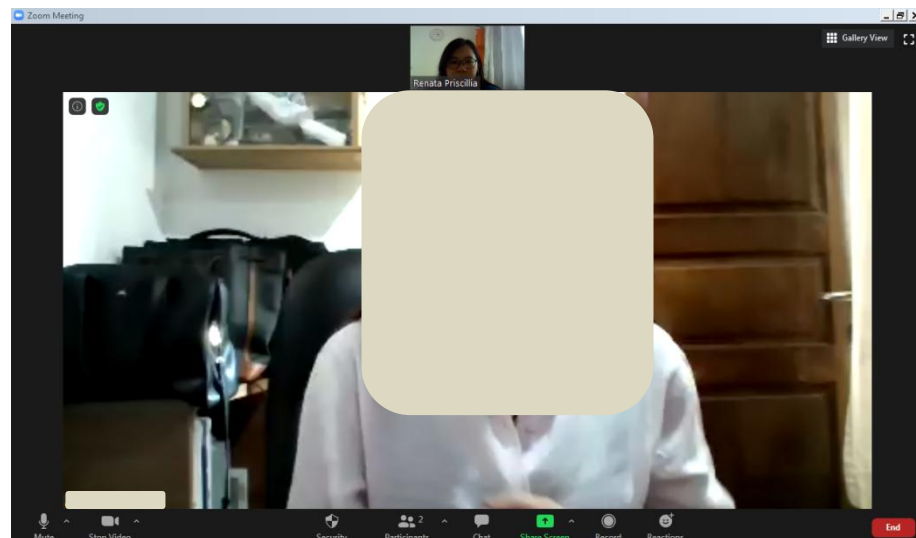 Zoom Meeting
Gallery View
Renata Priscillia
2
Mute
Stop Video
Security
Participants
Chat
Share Screen
Record
Reactions
End